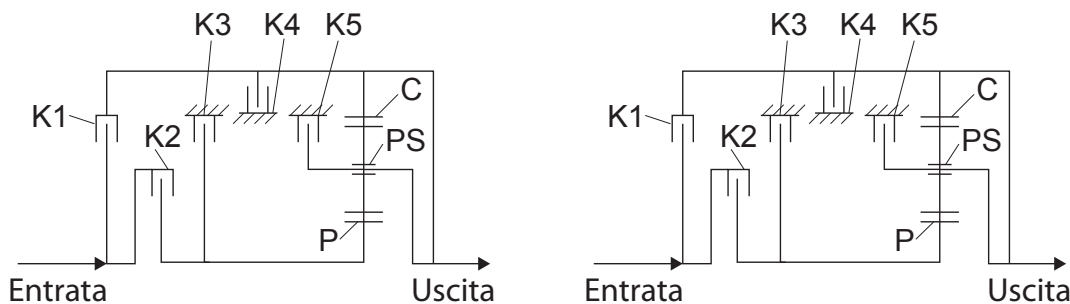 K3 K4 K5
C
K1
K2
PS
P
Entrata Uscita
K3 K4 K5
C
K1
K2
PS
P
Entrata Uscita